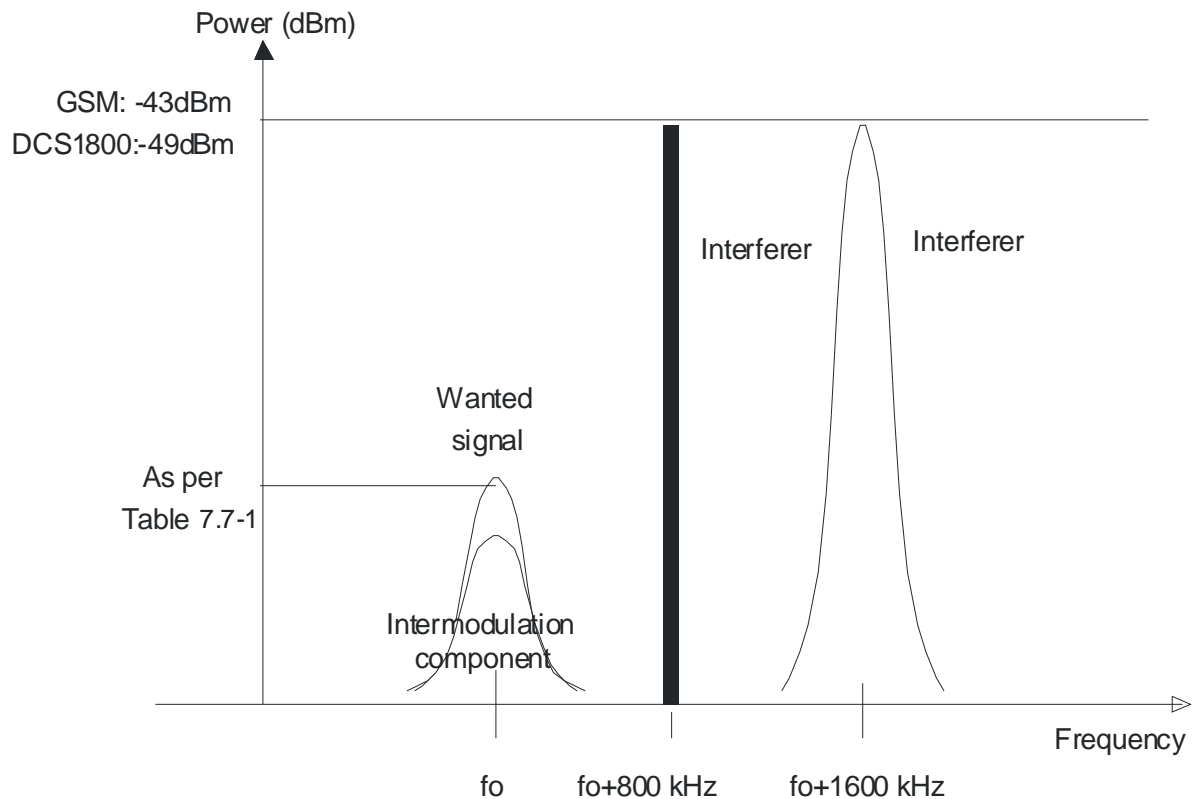 Power (dBm)
GSM: -43dBm
DCS1800:-49dBm
Interferer
Interferer
Wanted
signal
As per
Table 7.7-1
Intermodulation
component
Frequency
fo
fo+800 kHz
fo+1600 kHz